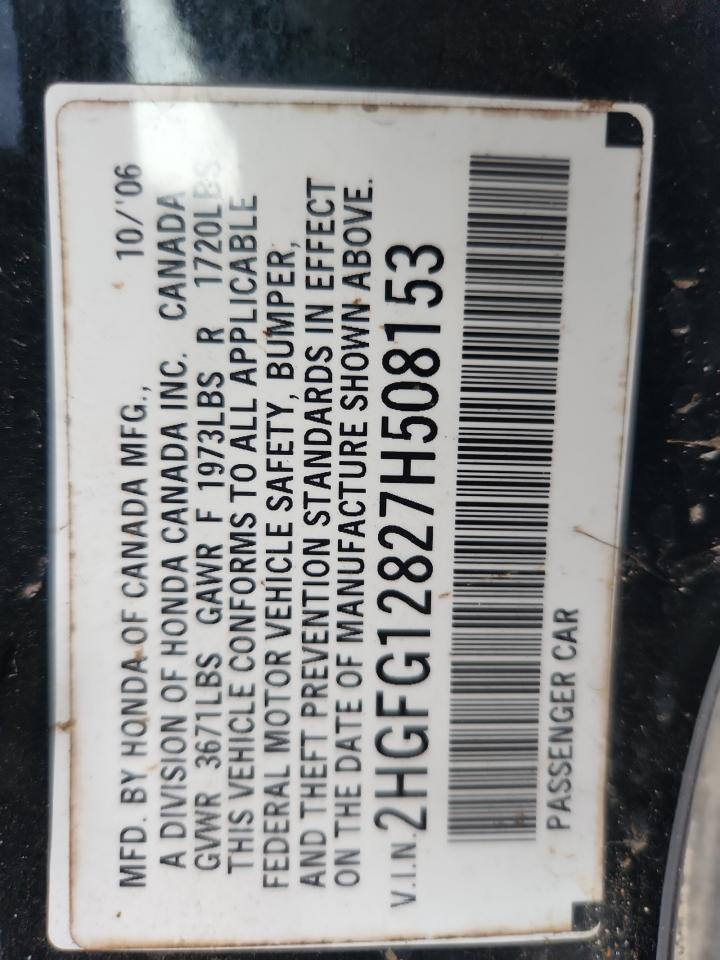 MFD. BY HONDA OF CANADA MFG., 10/'06
A DIVISION OF HONDA CANADA INC. CANADA
GVWR 3671LBS GAWR F 1973LBS R 1720LBS
THIS VEHICLE CONFORMS TO ALL APPLICABLE
FEDERAL MOTOR VEHICLE SAFETY, BUMPER,
AND THEFT PREVENTION STANDARDS IN EFFECT
ON THE DATE OF MANUFACTURE SHOWN ABOVE.
V.I.N. 2HGFG12827H508153
PASSENGER CAR